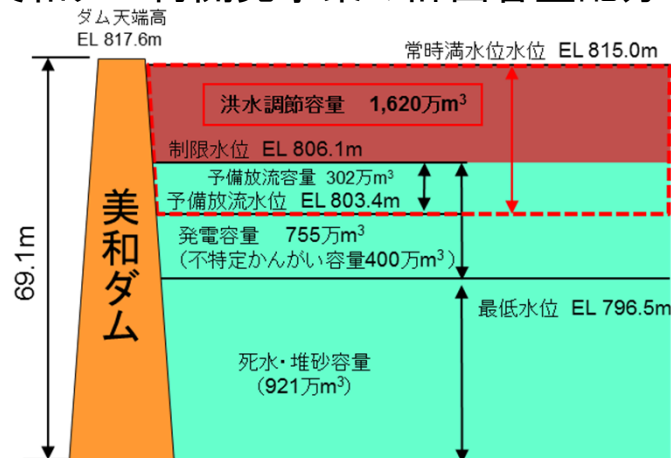 ダム天端高
EL 817.6m
常時満水位水位 EL 815.0m
洪水調節容量 1,620万m³
制限水位 EL 806.1m
予備放流容量 302万m³
予備放流水位 EL 803.4m
発電容量 755万m³
(不特定かんがい容量400万m³)
最低水位 EL 796.5m
死水・堆砂容量
(921万m³)
美和ダム
69.1m